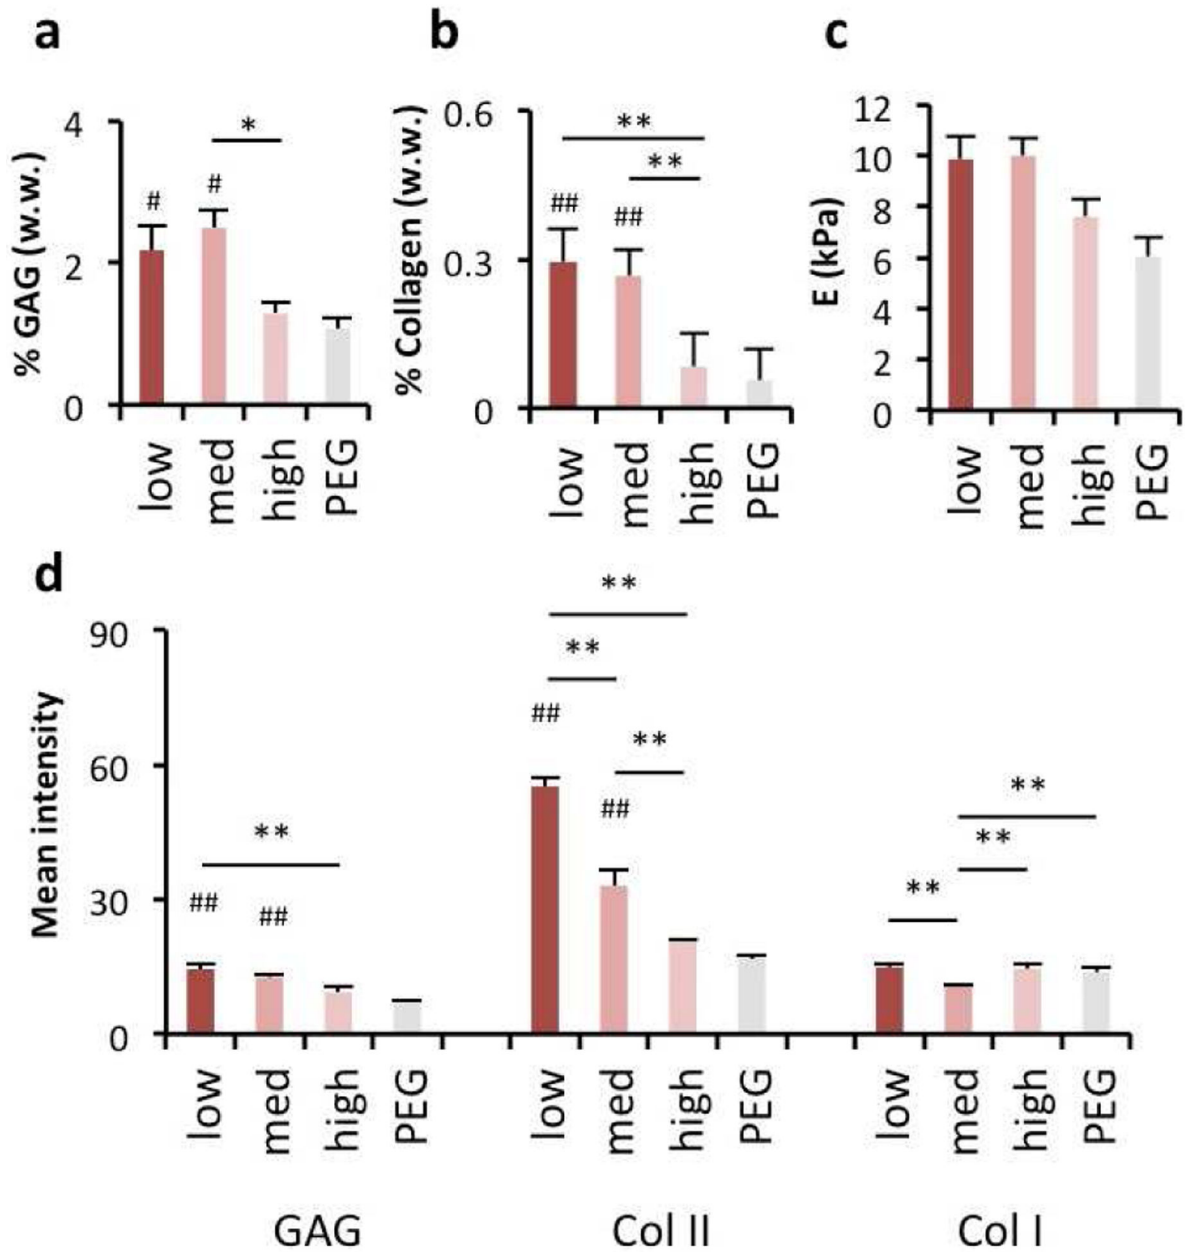 a
% GAG (w.w.)
4
2
0
#
#
*
low
med
high
PEG
b
% Collagen (w.w.)
0.6
0.3
0
**
**
##
##
low
med
high
PEG
c
E (kPa)
12
10
8
6
4
2
0
low
med
high
PEG
d
Mean intensity
90
60
30
0
**
##
##
**
**
##
**
##
**
**
**
low
med
high
PEG
low
med
high
PEG
low
med
high
PEG
GAG
Col II
Col I